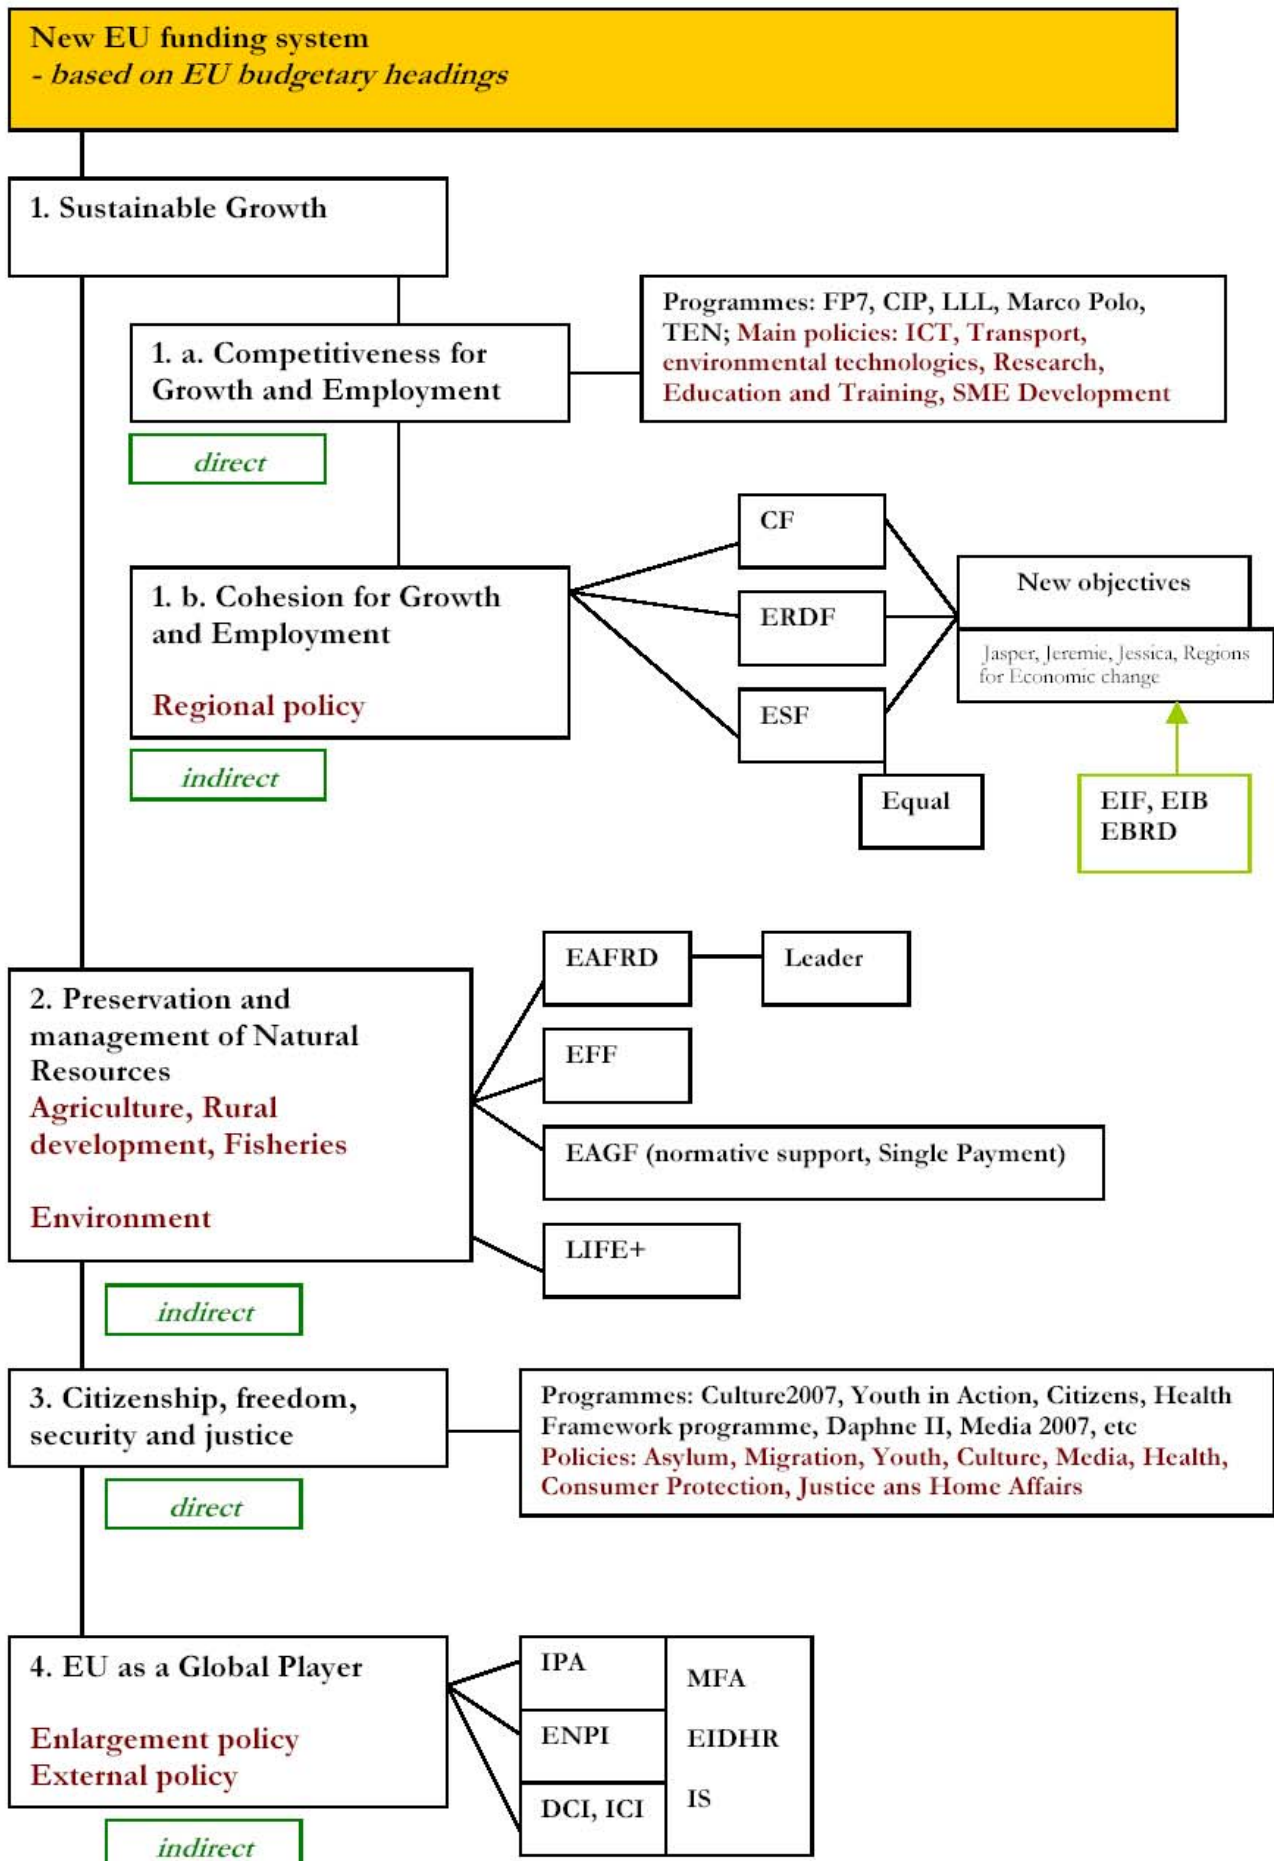 New EU funding system
- based on EU budgetary headings
1. Sustainable Growth
1. a. Competitiveness for
Growth and Employment
direct
Programmes: FP7, CIP, LLL, Marco Polo,
TEN; Main policies: ICT, Transport,
environmental technologies, Research,
Education and Training, SME Development
1. b. Cohesion for Growth
and Employment
Regional policy
indirect
CF
ERDF
ESF
Equal
New objectives
Jasper, Jeremie, Jessica, Regions
for Economic change
EIF, EIB
EBRD
2. Preservation and
management of Natural
Resources
Agriculture, Rural
development, Fisheries
Environment
indirect
EAFRD
Leader
EFF
EAGF (normative support, Single Payment)
LIFE+
3. Citizenship, freedom,
security and justice
direct
Programmes: Culture2007, Youth in Action, Citizens, Health
Framework programme, Daphne II, Media 2007, etc
Policies: Asylum, Migration, Youth, Culture, Media, Health,
Consumer Protection, Justice ans Home Affairs
4. EU as a Global Player
Enlargement policy
External policy
indirect
IPA
ENPI
DCI, ICI
MFA
EIDHR
IS